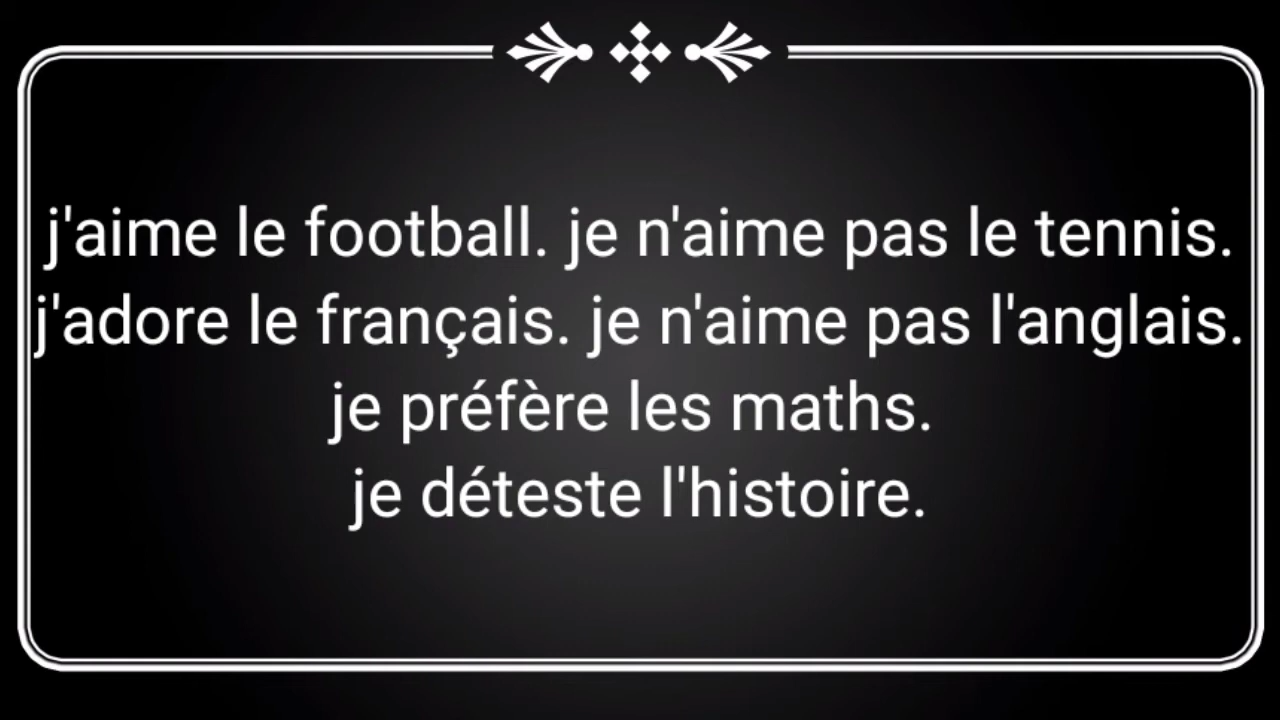 j'aime le football. je n'aime pas le tennis.
j'adore le français. je n'aime pas l'anglais.
je préfère les maths.
je déteste l'histoire.